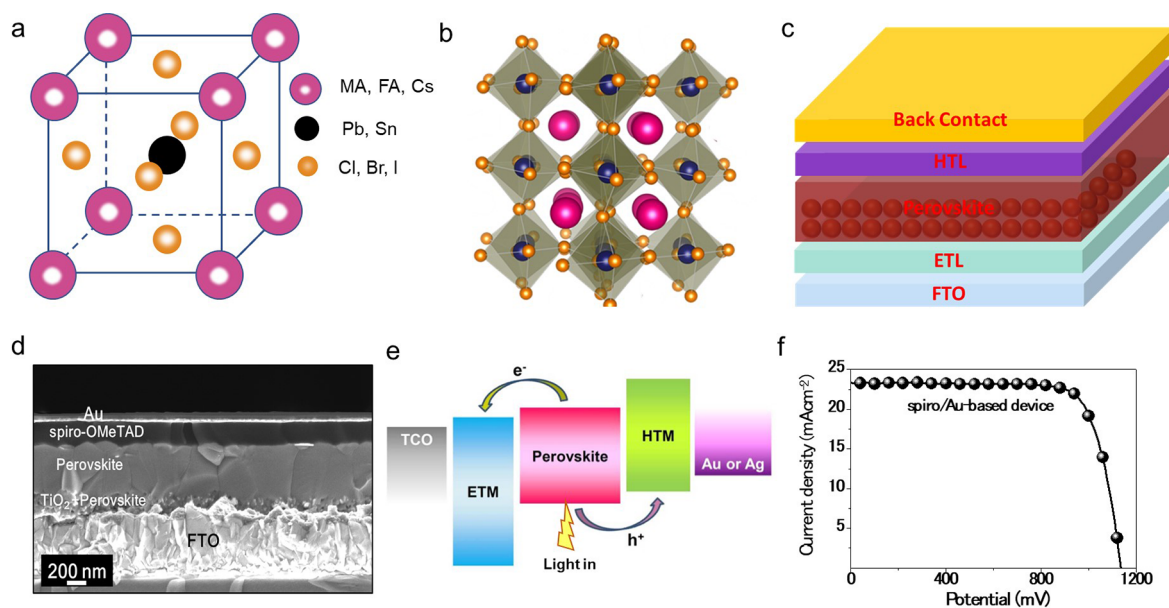 a
MA, FA, Cs
Pb, Sn
Cl, Br, I
b
c
Back Contact
HTL
Perovskite
ETL
FTO
d
Au
spiro-OMeTAD
Perovskite
TiO₂+Perovskite
FTO
200 nm
e
e⁻
TCO
ETM
Perovskite
HTM
Au or Ag
h⁺
Light in
f
Current density (mAcm⁻²)
25
20
15
10
5
spiro/Au-based device
0 400 800 1200
Potential (mV)